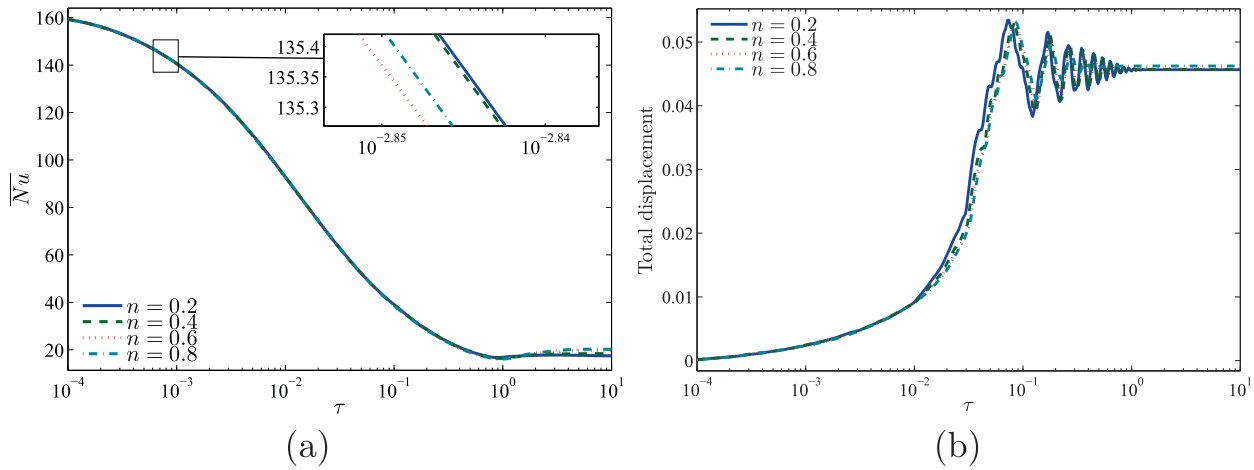 160
140
120
100
80
60
40
20
N̅u̅
135.4
135.35
135.3
10^−2.85
10^−2.84
n = 0.2
n = 0.4
n = 0.6
n = 0.8
10^−4
10^−3
10^−2
10^−1
10^0
10^1
τ
(a)
n = 0.2
n = 0.4
n = 0.6
n = 0.8
0.05
0.04
0.03
0.02
0.01
0
Total displacement
10^−4
10^−3
10^−2
10^−1
10^0
10^1
τ
(b)